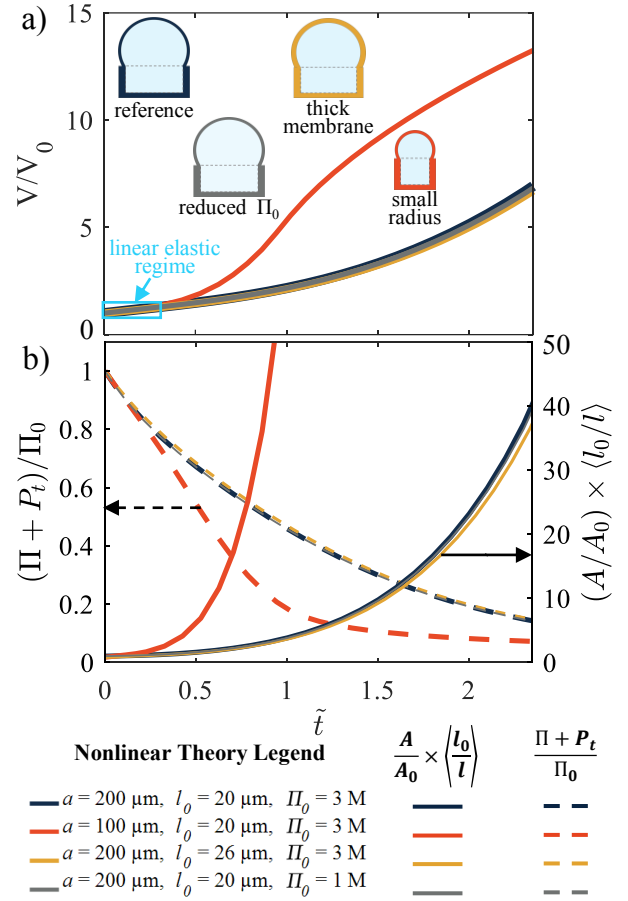 a)
15
10
5
0
V/V₀
reference
thick
membrane
reduced Π₀
small
radius
linear elastic
regime
b)
1
0.8
0.6
0.4
0.2
0
(Π + Pₜ)/Π₀
50
40
30
20
10
0
(A/A₀) × ⟨l₀/l⟩
0 0.5 1 1.5 2
t̃
Nonlinear Theory Legend
A/A₀ × ⟨l₀/l⟩
Π + Pₜ/Π₀
a = 200 µm, l₀ = 20 µm, Π₀ = 3 M
a = 100 µm, l₀ = 20 µm, Π₀ = 3 M
a = 200 µm, l₀ = 26 µm, Π₀ = 3 M
a = 200 µm, l₀ = 20 µm, Π₀ = 1 M